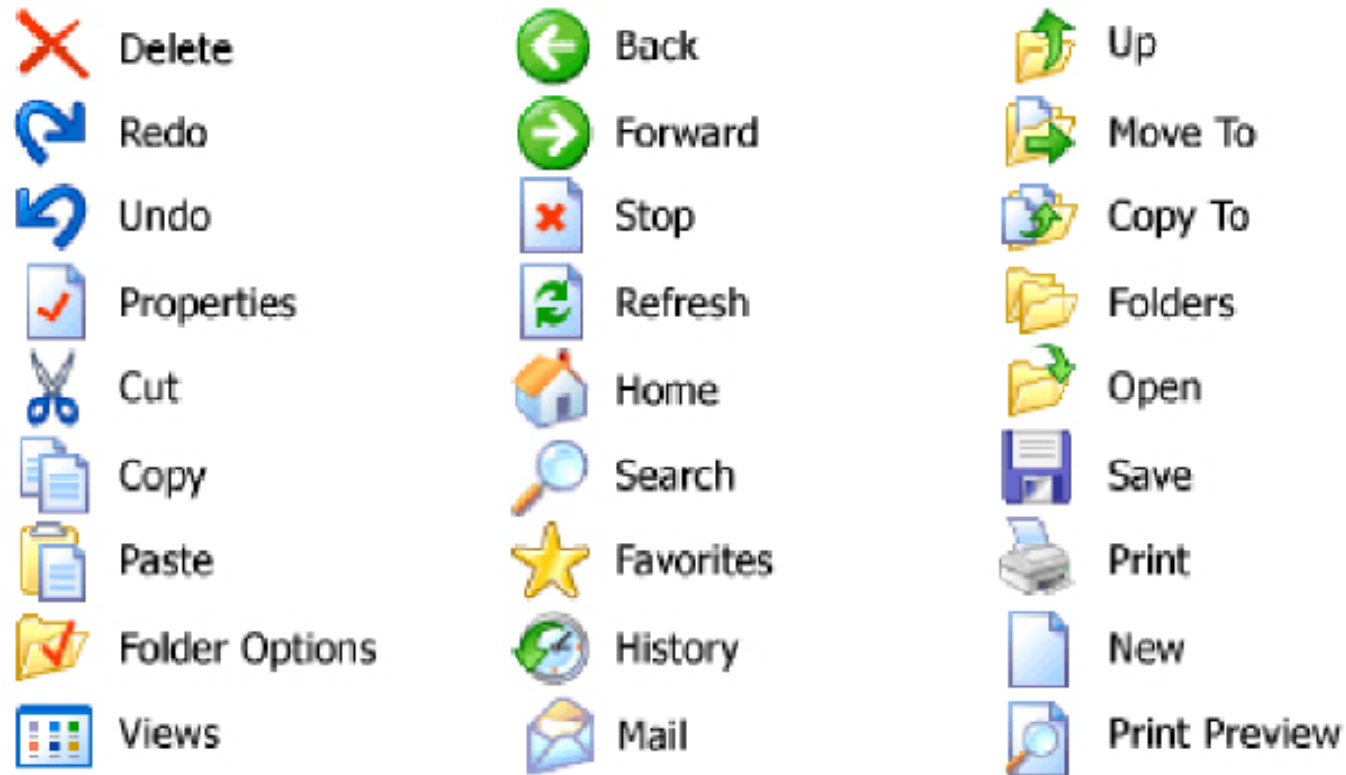 Delete
Redo
Undo
Properties
Cut
Copy
Paste
Folder Options
Views
Back
Forward
Stop
Refresh
Home
Search
Favorites
History
Mail
Up
Move To
Copy To
Folders
Open
Save
Print
New
Print Preview